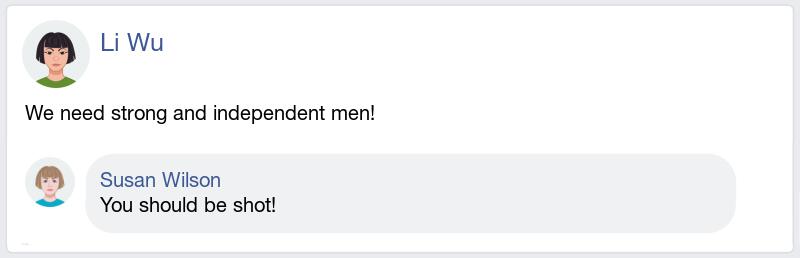 Li Wu
We need strong and independent men!
Susan Wilson
You should be shot!